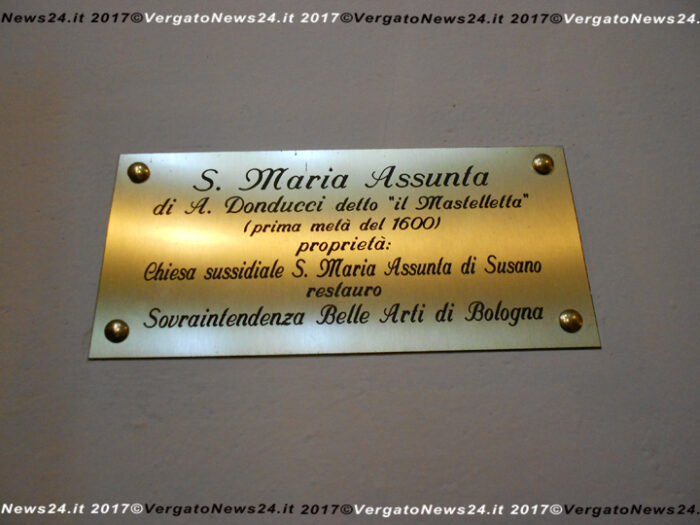 News24.it 2017©VergatoNews24.it 2017©VergatoNews24.it 2017©VergatoNews24.it
S. Maria Assunta
di A. Donducci detto "il Mastelletta"
(prima metà del 1600)
proprietà:
Chiesa sussidiale S. Maria Assunta di Susano
restauro
Sovraintendenza Belle Arti di Bologna
News24.it 2017©VergatoNews24.it 2017©VergatoNews24.it 2017©VergatoNews24.it